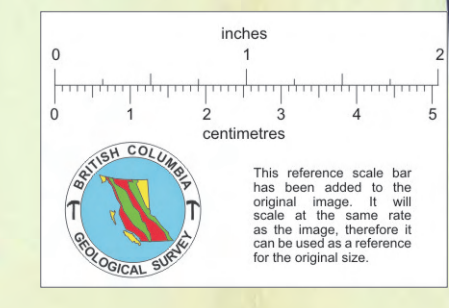 inches
0 1 2
0 1 2 3 4 5
centimetres
BRITISH COLUMBIA
GEOLOGICAL SURVEY
This reference scale bar
has been added to the
original image. It will
scale at the same rate
as the image, therefore it
can be used as a reference
for the original size.